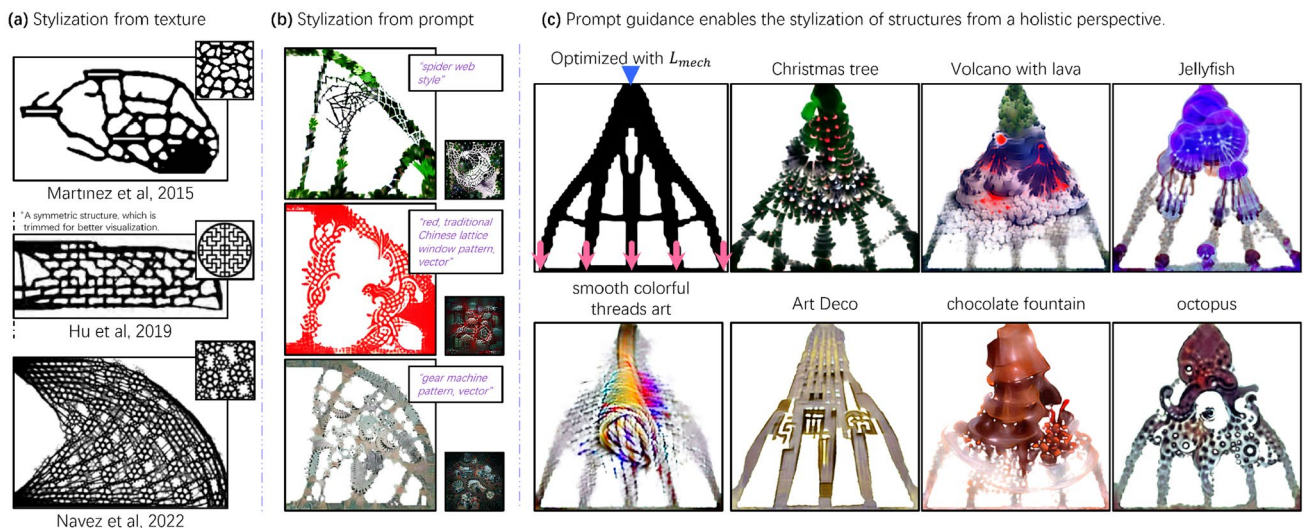 (a) Stylization from texture
Martinez et al, 2015
*A symmetric structure, which is
trimmed for better visualization.
Hu et al, 2019
Navez et al, 2022
(b) Stylization from prompt
"spider web
style"
"red, traditional
Chinese lattice
window pattern,
vector"
"gear machine
pattern, vector"
(c) Prompt guidance enables the stylization of structures from a holistic perspective.
Optimized with L_mech
Christmas tree
Volcano with lava
Jellyfish
smooth colorful
threads art
Art Deco
chocolate fountain
octopus